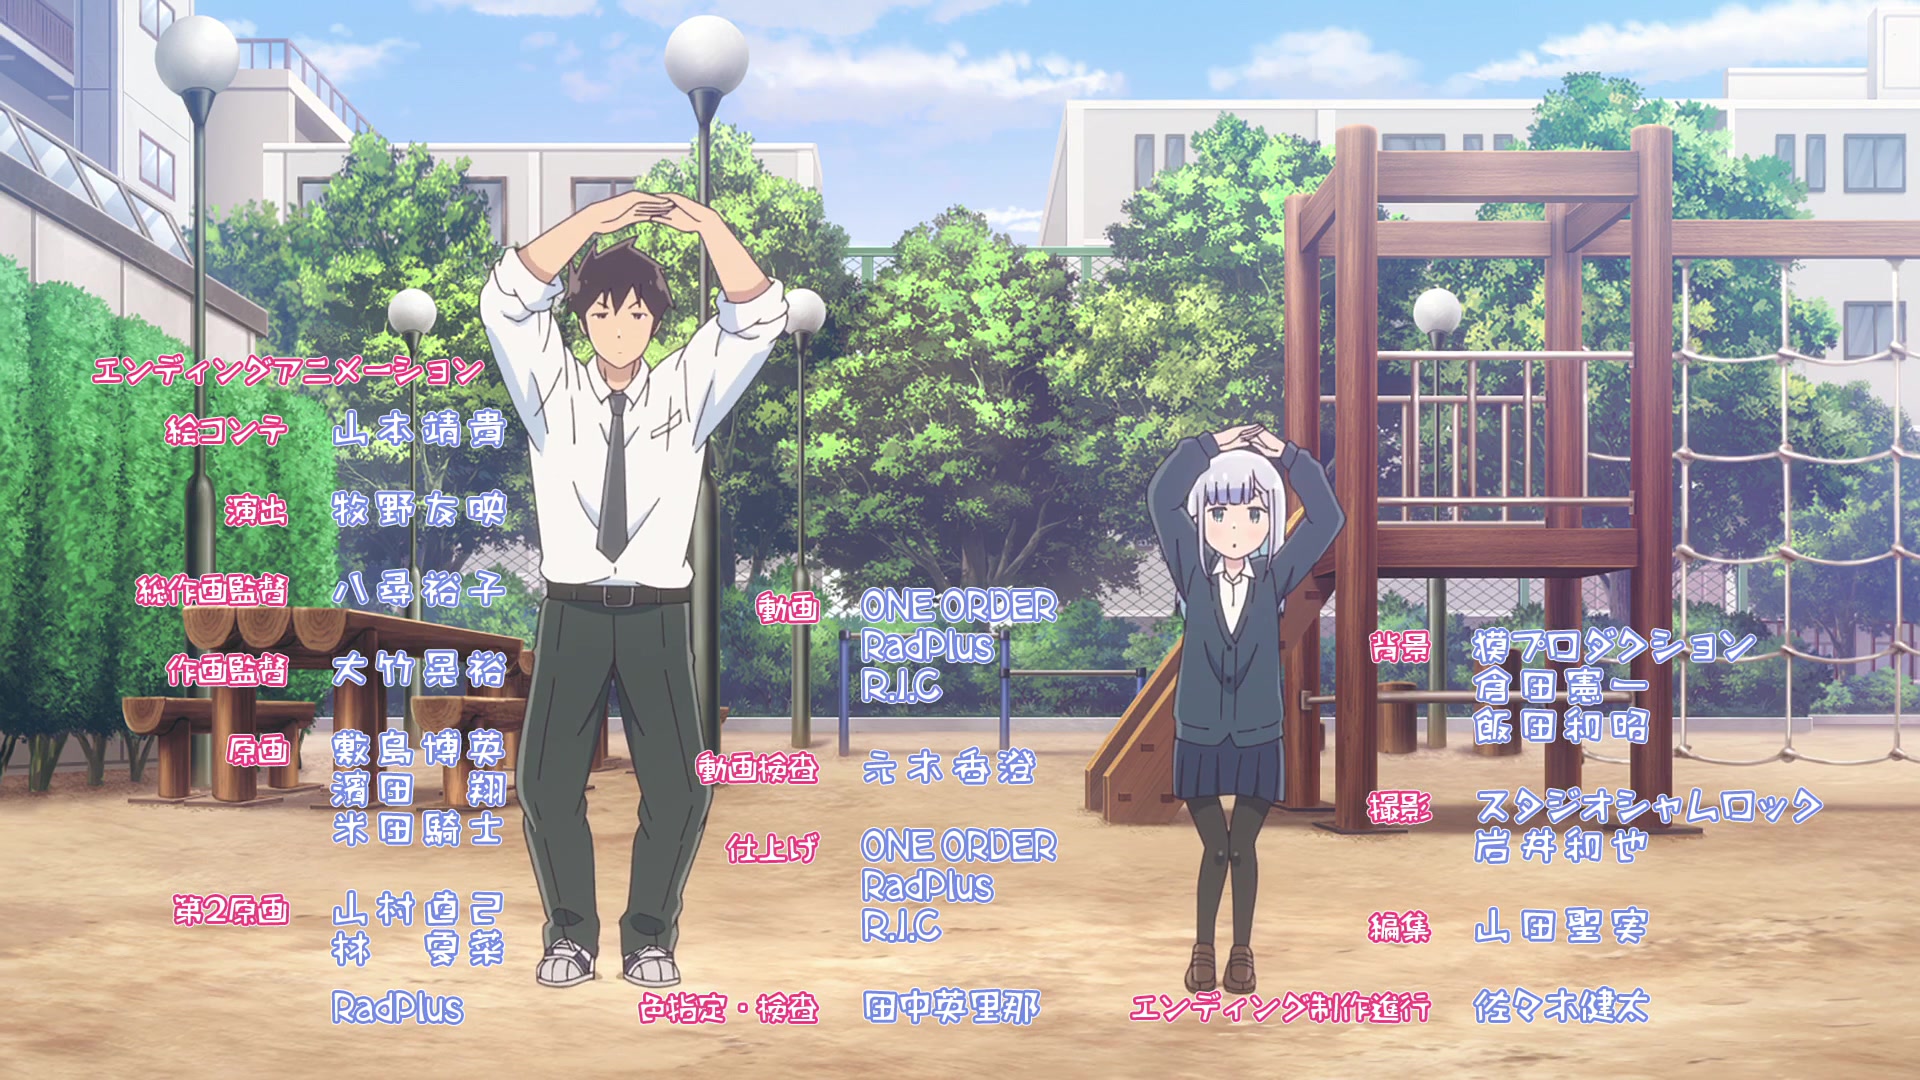 エンディングアニメーション
絵コンテ 山本靖貴
演出 牧野友映
総作画監督 八尋裕子
作画監督 大竹晃裕
原画 敷島博英
濱田 翔
米田騎士
第2原画 山村直己
林 夏菜
RadPlus
動画 ONE ORDER
RadPlus
R.I.C
動画検査 元木香澄
仕上げ ONE ORDER
RadPlus
R.I.C
色指定・検査 田中英里那
背景 獏プロダクション
倉田憲一
飯田和昭
撮影 スタジオシャムロック
岩井和也
編集 山田聖実
エンディング制作進行 佐々木健太